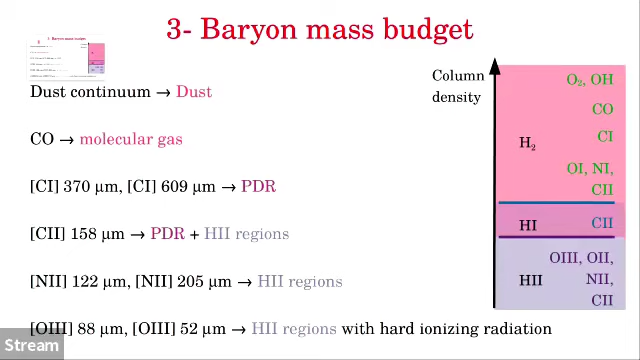 3- Baryon mass budget
Dust continuum → Dust
CO → molecular gas
[CI] 370 µm, [CI] 609 µm → PDR
[CII] 158 µm → PDR + HII regions
[NII] 122 µm, [NII] 205 µm → HII regions
[OIII] 88 µm, [OIII] 52 µm → HII regions with hard ionizing radiation
Column
density
O₂, OH
CO
CI
H₂
OI, NI,
CII
HI
CII
OIII, OII,
HII
NII,
CII
Stream